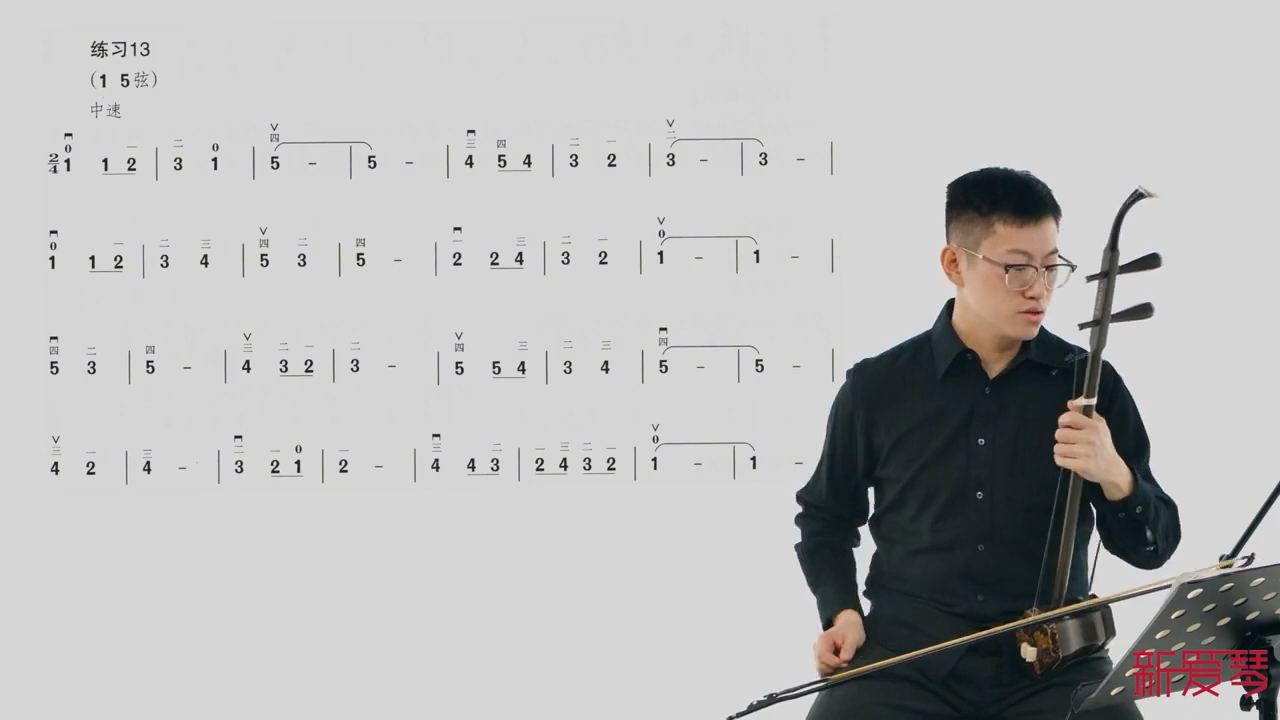 练习13
(1 5弦)
中速
2/4 1 1 2 | 3 1 | 5 – | 5 – | 4 5 4 | 3 2 | 3 – | 3 – |
1 1 2 | 3 4 | 5 3 | 5 – | 2 2 4 | 3 2 | 1 – | 1 – |
5 3 | 5 – | 4 3 2 | 3 – | 5 5 4 | 3 4 | 5 – | 5 – |
4 2 | 4 – | 3 2 1 | 2 – | 4 4 3 | 2 4 3 2 | 1 – | 1 –
新爱琴